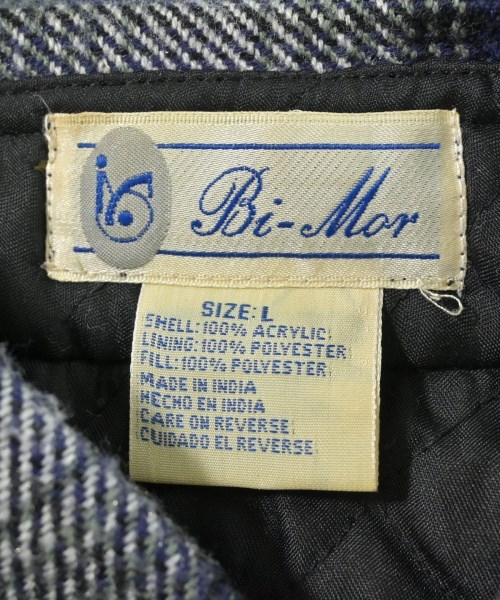 Bi-Mor
SIZE: L
SHELL: 100% ACRYLIC
LINING: 100% POLYESTER
FILL: 100% POLYESTER
MADE IN INDIA
HECHO EN INDIA
CARE ON REVERSE
CUIDADO EL REVERSE